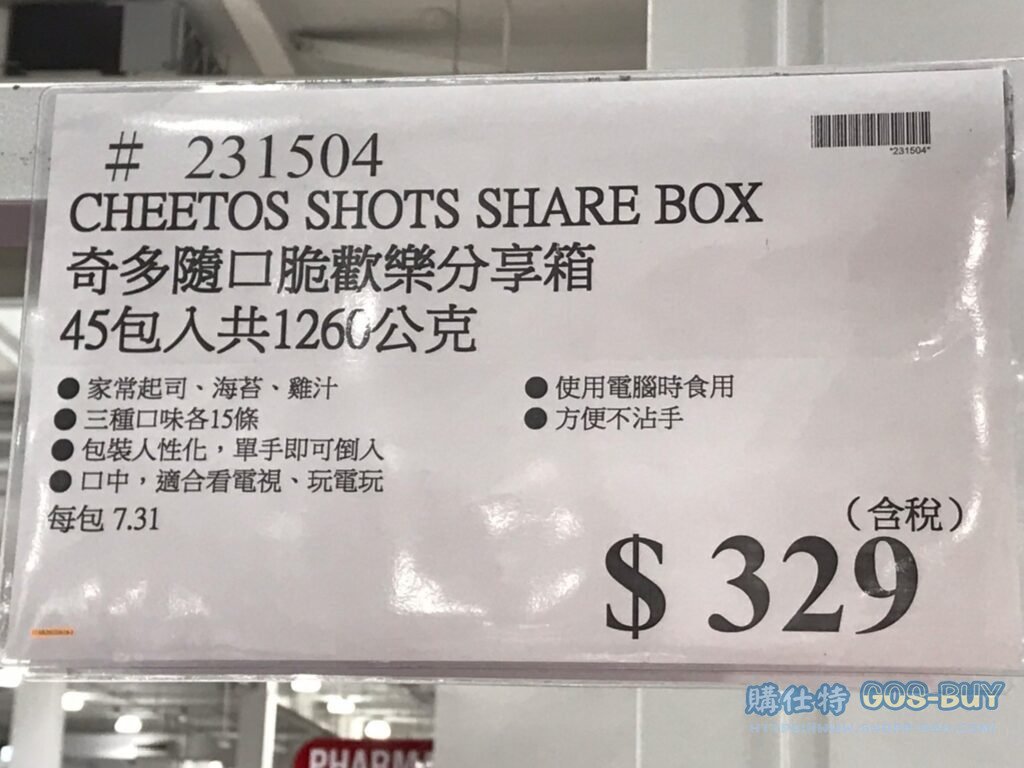 # 231504
*231504*
CHEETOS SHOTS SHARE BOX
奇多隨口脆歡樂分享箱
45包入共1260公克
● 家常起司、海苔、雞汁
● 三種口味各15條
● 包裝人性化，單手即可倒入
● 口中，適合看電視、玩電玩
● 使用電腦時食用
● 方便不沾手
每包 7.31
（含稅）
$ 329
購仕特 GOS-BUY
PHARM